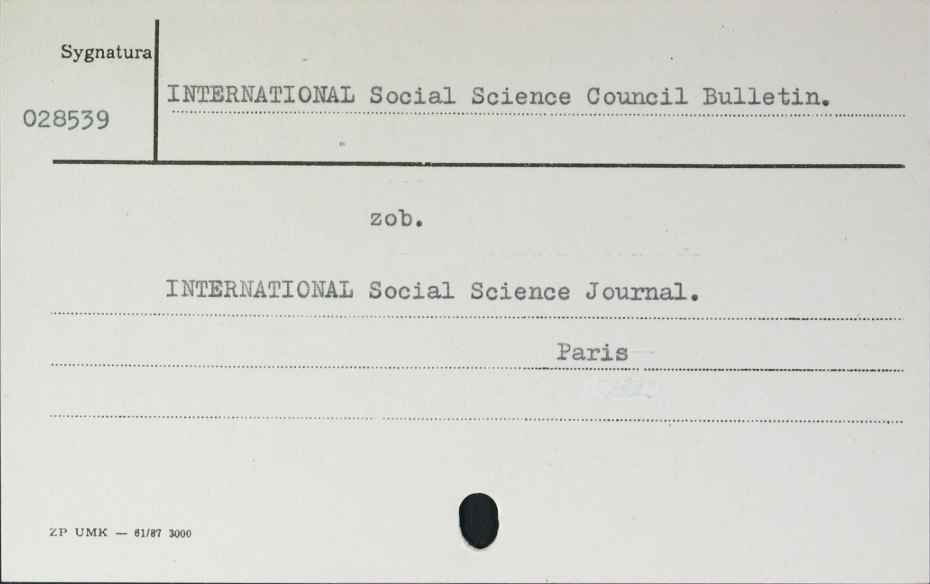 Sygnatura
INTERNATIONAL Social Science Council Bulletin.
028539
zob.
INTERNATIONAL Social Science Journal.
Paris
ZP UMK — 61/87 3000